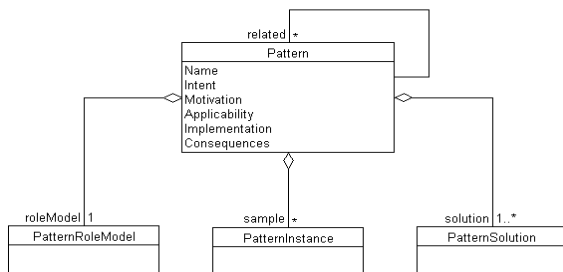 related *
Pattern
Name
Intent
Motivation
Applicability
Implementation
Consequences
roleModel 1
sample *
solution 1..*
PatternRoleModel
PatternInstance
PatternSolution